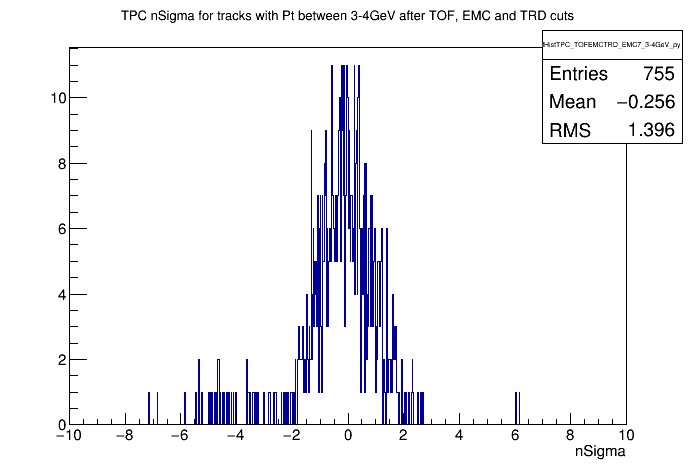 TPC nSigma for tracks with Pt between 3-4GeV after TOF, EMC and TRD cuts
HistTPC_TOFEMCTRD_EMC7_3-4GeV_py
Entries 755
Mean −0.256
RMS 1.396
10
8
6
4
2
0
−10 −8 −6 −4 −2 0 2 4 6 8 10
nSigma